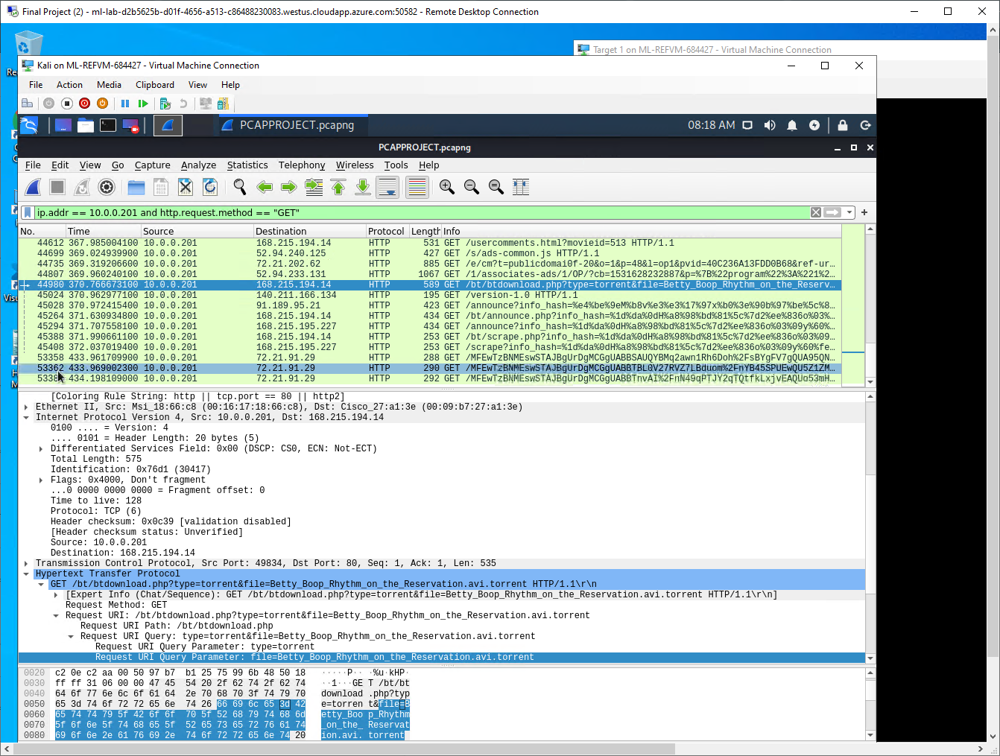 Final Project (2) - ml-lab-d2b5625b-d01f-4656-a513-c86488230083.westus.cloudapp.azure.com:50582 - Remote Desktop Connection
Target 1 on ML-REFVM-684427 - Virtual Machine Connection
Kali on ML-REFVM-684427 - Virtual Machine Connection
File Action Media Clipboard View Help
PCAPPROJECT.pcapng 08:18 AM
PCAPPROJECT.pcapng
File Edit View Go Capture Analyze Statistics Telephony Wireless Tools Help
ip.addr == 10.0.0.201 and http.request.method == "GET"
No. Time Source Destination Protocol Length Info
44612 367.985004100 10.0.0.201 168.215.194.14 HTTP 531 GET /usercomments.html?movieid=513 HTTP/1.1
44699 369.024939900 10.0.0.201 52.94.240.125 HTTP 427 GET /s/ads-common.js HTTP/1.1
44735 369.319206600 10.0.0.201 72.21.202.62 HTTP 885 GET /e/cm?t=publicdomai0f-20&o=1&p=48&l=op1&pvid=40C236A13FDD0B68&ref-ur…
44807 369.960240100 10.0.0.201 52.94.233.131 HTTP 1067 GET /1/associates-ads/1/OP/?cb=1531628232887&p=%7B%22program%22%3A%221%2…
44980 370.766673100 10.0.0.201 168.215.194.14 HTTP 589 GET /bt/btdownload.php?type=torrent&file=Betty_Boop_Rhythm_on_the_Reserv…
45024 370.962977100 10.0.0.201 140.211.166.134 HTTP 195 GET /version-1.0 HTTP/1.1
45028 370.972415400 10.0.0.201 91.189.95.21 HTTP 423 GET /announce?info_hash=%e4%be%9eM%b8v%e3%e3%17%97x%b0%3e%90b%97%be%5c%8…
45264 371.630934800 10.0.0.201 168.215.194.14 HTTP 434 GET /bt/announce.php?info_hash=%1d%da%0dH%a8%98%bd%81%5c%7d2%ee%836o%03%…
45294 371.707558100 10.0.0.201 168.215.195.227 HTTP 434 GET /announce?info_hash=%1d%da%0dH%a8%98%bd%81%5c%7d2%ee%836o%03%09y%60%…
45388 371.990661100 10.0.0.201 168.215.194.14 HTTP 253 GET /bt/scrape.php?info_hash=%1d%da%0dH%a8%98%bd%81%5c%7d2%ee%836o%03%09…
45408 372.037019400 10.0.0.201 168.215.195.227 HTTP 253 GET /scrape?info_hash=%1d%da%0dH%a8%98%bd%81%5c%7d2%ee%836o%03%09y%60%fe…
53358 433.961709900 10.0.0.201 72.21.91.29 HTTP 288 GET /MFEwTzBNMEswSTAJBgUrDgMCGgUABBSAUQYBMq2awn1Rh6Doh%2FsBYgFV7gQUA95QN…
53362 433.969002300 10.0.0.201 72.21.91.29 HTTP 290 GET /MFEwTzBNMEswSTAJBgUrDgMCGgUABBTBL0V27RVZ7LBduom%2FnYB45SPUEwQU5Z1ZM…
434.198109000 10.0.0.201 72.21.91.29 HTTP 292 GET /MFEwTzBNMEswSTAJBgUrDgMCGgUABBTnvAI%2FnN49qPTJY2qTQtfkLxjvEAQUo53mH…
[Coloring Rule String: http || tcp.port == 80 || http2]
Ethernet II, Src: Msi_18:66:c8 (00:16:17:18:66:c8), Dst: Cisco_27:a1:3e (00:09:b7:27:a1:3e)
Internet Protocol Version 4, Src: 10.0.0.201, Dst: 168.215.194.14
0100 .... = Version: 4
.... 0101 = Header Length: 20 bytes (5)
Differentiated Services Field: 0x00 (DSCP: CS0, ECN: Not-ECT)
Total Length: 575
Identification: 0x76d1 (30417)
Flags: 0x4000, Don't fragment
...0 0000 0000 0000 = Fragment offset: 0
Time to live: 128
Protocol: TCP (6)
Header checksum: 0x0c39 [validation disabled]
[Header checksum status: Unverified]
Source: 10.0.0.201
Destination: 168.215.194.14
Transmission Control Protocol, Src Port: 49834, Dst Port: 80, Seq: 1, Ack: 1, Len: 535
Hypertext Transfer Protocol
GET /bt/btdownload.php?type=torrent&file=Betty_Boop_Rhythm_on_the_Reservation.avi.torrent HTTP/1.1\r\n
[Expert Info (Chat/Sequence): GET /bt/btdownload.php?type=torrent&file=Betty_Boop_Rhythm_on_the_Reservation.avi.torrent HTTP/1.1\r\n]
Request Method: GET
Request URI: /bt/btdownload.php?type=torrent&file=Betty_Boop_Rhythm_on_the_Reservation.avi.torrent
Request URI Path: /bt/btdownload.php
Request URI Query: type=torrent&file=Betty_Boop_Rhythm_on_the_Reservation.avi.torrent
Request URI Query Parameter: type=torrent
Request URI Query Parameter: file=Betty_Boop_Rhythm_on_the_Reservation.avi.torrent
0020 c2 0e c2 aa 00 50 97 b7 b1 25 75 99 6b 48 50 18 ·····P·· ·%u·kHP·
0030 ff ff 31 06 00 00 47 45 54 20 2f 62 74 2f 62 74 ··1···GE T /bt/bt
0040 64 6f 77 6e 6c 6f 61 64 2e 70 68 70 3f 74 79 70 download .php?typ
0050 65 3d 74 6f 72 72 65 6e 74 26 66 69 6c 65 3d 42 e=torren t&file=B
0060 65 74 74 79 5f 42 6f 6f 70 5f 52 68 79 74 68 6d etty_Boo p_Rhythm
0070 5f 6f 6e 5f 74 68 65 5f 52 65 73 65 72 76 61 74 _on_the_ Reservat
0080 69 6f 6e 2e 61 76 69 2e 74 6f 72 72 65 6e 74 20 ion.avi. torrent